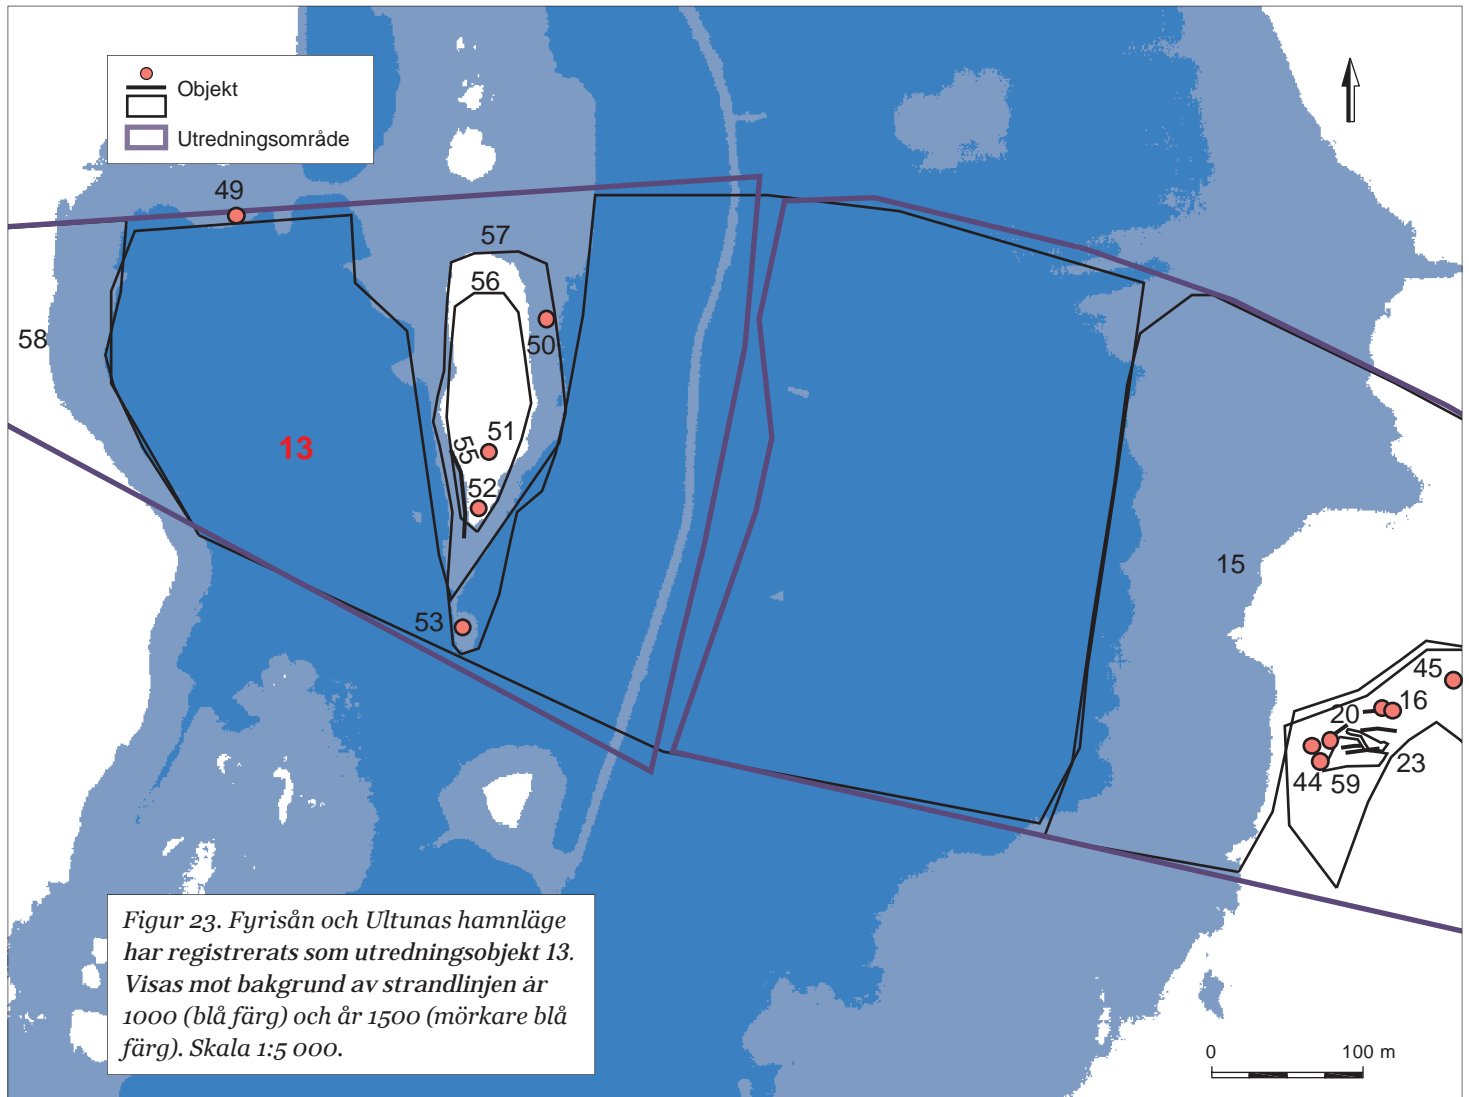 Objekt
Utredningsområde
49
57
56
58
50
13
51
55
52
15
53
45
16
20
23
44
59
Figur 23. Fyrisån och Ultunas hamnläge
har registrerats som utredningsobjekt 13.
Visas mot bakgrund av strandlinjen år
1000 (blå färg) och år 1500 (mörkare blå
färg). Skala 1:5 000.
0
100 m